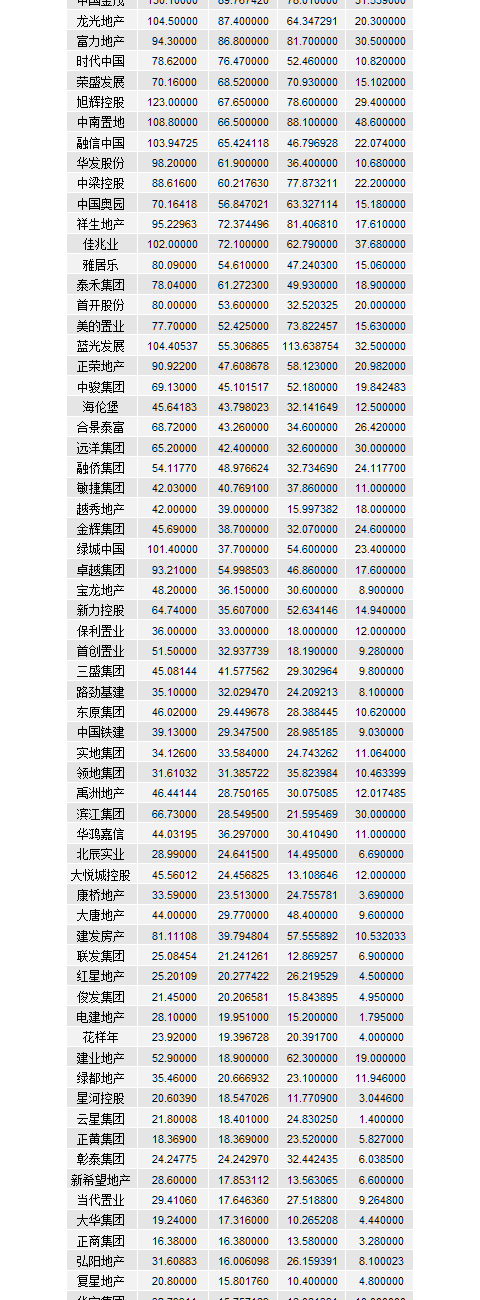 龙光地产 104.50000 87.400000 64.347291 20.300000
富力地产 94.30000 86.800000 81.700000 30.500000
时代中国 78.62000 76.470000 52.460000 10.820000
荣盛发展 70.16000 68.520000 70.930000 15.102000
旭辉控股 123.00000 67.650000 78.600000 29.400000
中南置地 108.80000 66.500000 88.100000 48.600000
融信中国 103.94725 65.424118 46.796928 22.074000
华发股份 98.20000 61.900000 36.400000 10.680000
中梁控股 88.61600 60.217630 77.873211 22.200000
中国奥园 70.16418 56.847021 63.327114 15.180000
祥生地产 95.22963 72.374496 81.406810 17.610000
佳兆业 102.00000 72.100000 62.790000 37.680000
雅居乐 80.09000 54.610000 47.240300 15.060000
泰禾集团 78.04000 61.272300 49.930000 18.900000
首开股份 80.00000 53.600000 32.520325 20.000000
美的置业 77.70000 52.425000 73.822457 15.630000
蓝光发展 104.40537 55.306865 113.638754 32.500000
正荣地产 90.92200 47.608678 58.123000 20.982000
中骏集团 69.13000 45.101517 52.180000 19.842483
海伦堡 45.64183 43.798023 32.141649 12.500000
合景泰富 68.72000 43.260000 34.600000 26.420000
远洋集团 65.20000 42.400000 32.600000 30.000000
融侨集团 54.11770 48.976624 32.734690 24.117700
敏捷集团 42.03000 40.769100 37.860000 11.000000
越秀地产 42.00000 39.000000 15.997382 18.000000
金辉集团 45.69000 38.700000 32.070000 24.600000
绿城中国 101.40000 37.700000 54.600000 23.400000
卓越集团 93.21000 54.998503 46.860000 17.600000
宝龙地产 48.20000 36.150000 30.600000 8.900000
新力控股 64.74000 35.607000 52.634146 14.940000
保利置业 36.00000 33.000000 18.000000 12.000000
首创置业 51.50000 32.937739 18.190000 9.280000
三盛集团 45.08144 41.577562 29.302964 9.800000
路劲基建 35.10000 32.029470 24.209213 8.100000
东原集团 46.02000 29.449678 28.388445 10.620000
中国铁建 39.13000 29.347500 28.985185 9.030000
实地集团 34.12600 33.584000 24.743262 11.064000
领地集团 31.61032 31.385722 35.823984 10.463399
禹洲地产 46.44144 28.750165 30.075085 12.017485
滨江集团 66.73000 28.549500 21.595469 30.000000
华鸿嘉信 44.03195 36.297000 30.410490 11.000000
北辰实业 28.99000 24.641500 14.495000 6.690000
大悦城控股 45.56012 24.456825 13.108646 12.000000
康桥地产 33.59000 23.513000 24.755781 3.690000
大唐地产 44.00000 29.770000 48.400000 9.600000
建发房产 81.11108 39.794804 57.555892 10.532033
联发集团 25.08454 21.241261 12.869257 6.900000
红星地产 25.20109 20.277422 26.219529 4.500000
俊发集团 21.45000 20.206581 15.843895 4.950000
电建地产 28.10000 19.951000 15.200000 1.795000
花样年 23.92000 19.396728 20.391700 4.000000
建业地产 52.90000 18.900000 62.300000 19.000000
绿都地产 35.46000 20.666932 23.100000 11.946000
星河控股 20.60390 18.547026 11.770900 3.044600
云星集团 21.80008 18.401000 24.830250 1.400000
正黄集团 18.36900 18.369000 23.520000 5.827000
彰泰集团 24.24775 24.242970 32.442435 6.038500
新希望地产 28.60000 17.853112 13.563065 6.600000
当代置业 29.41060 17.646360 27.518800 9.264800
大华集团 19.24000 17.316000 10.265208 4.440000
正商集团 16.38000 16.380000 13.580000 3.280000
弘阳地产 31.60883 16.006098 26.159391 8.100023
复星地产 20.80000 15.801760 10.400000 4.800000